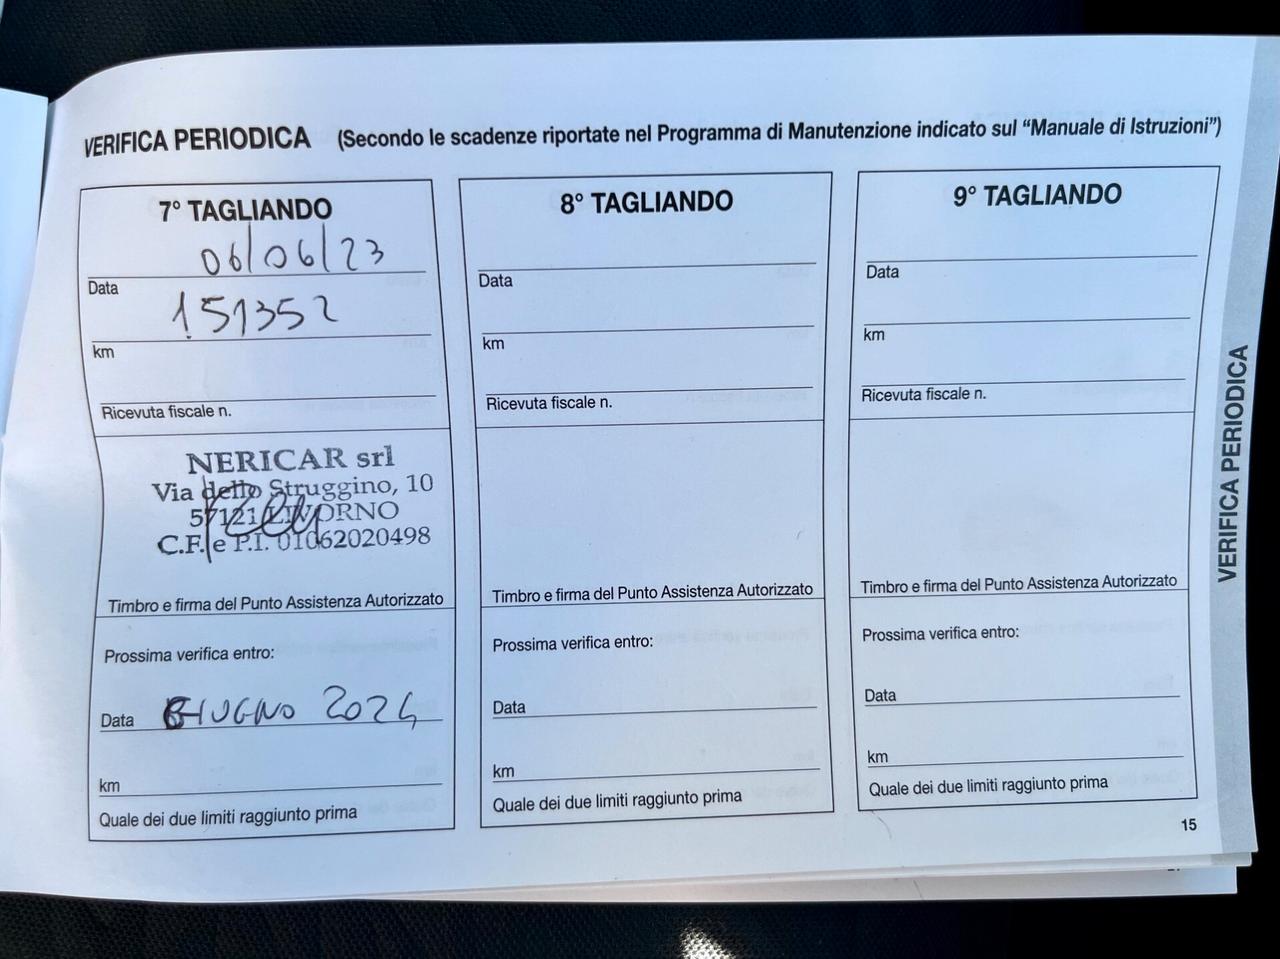 VERIFICA PERIODICA (Secondo le scadenze riportate nel Programma di Manutenzione indicato sul “Manuale di Istruzioni”)
7° TAGLIANDO
06/06/23
Data
151352
km
Ricevuta fiscale n.
NERICAR srl
Via dello Struggino, 10
57121 LIVORNO
C.F. e P.I. 01062020498
Timbro e firma del Punto Assistenza Autorizzato
Prossima verifica entro:
Data GIUGNO 2024
km
Quale dei due limiti raggiunto prima
8° TAGLIANDO
Data
km
Ricevuta fiscale n.
Timbro e firma del Punto Assistenza Autorizzato
Prossima verifica entro:
Data
km
Quale dei due limiti raggiunto prima
9° TAGLIANDO
Data
km
Ricevuta fiscale n.
Timbro e firma del Punto Assistenza Autorizzato
Prossima verifica entro:
Data
km
Quale dei due limiti raggiunto prima
VERIFICA PERIODICA
15